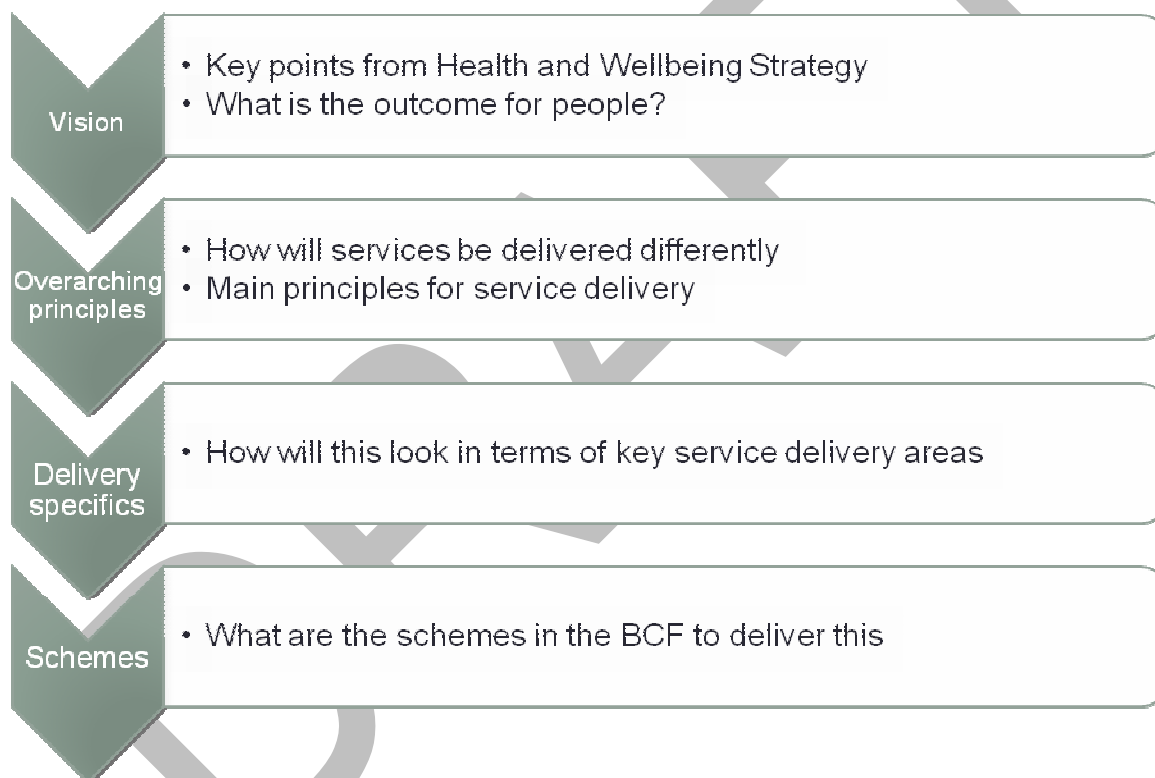 Vision
• Key points from Health and Wellbeing Strategy
• What is the outcome for people?
Overarching
principles
• How will services be delivered differently
• Main principles for service delivery
Delivery
specifics
• How will this look in terms of key service delivery areas
Schemes
• What are the schemes in the BCF to deliver this